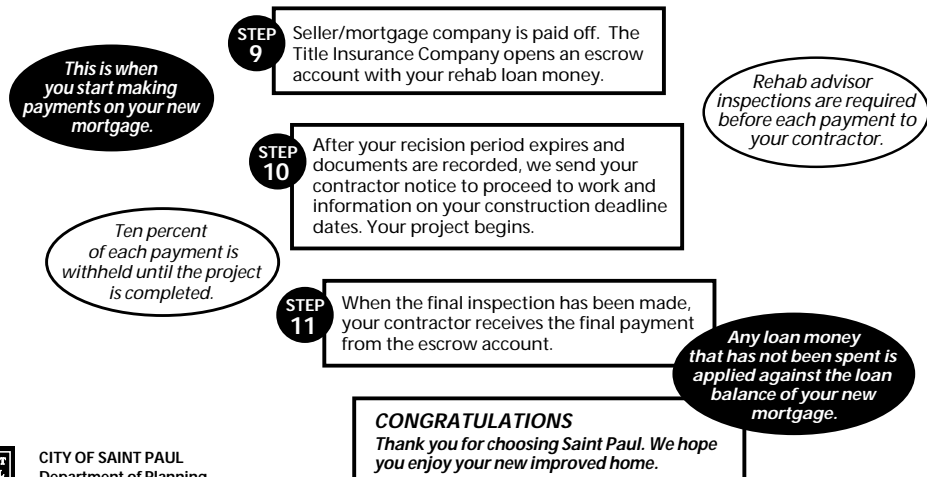 STEP
9
Seller/mortgage company is paid off.  The
Title Insurance Company opens an escrow
account with your rehab loan money.
This is when
you start making
payments on your new
mortgage.
Rehab advisor
inspections are required
before each payment to
your contractor.
STEP
10
After your recision period expires and
documents are recorded, we send your
contractor notice to proceed to work and
information on your construction deadline
dates. Your project begins.
Ten percent
of each payment is
withheld until the project
is completed.
STEP
11
When the final inspection has been made,
your contractor receives the final payment
from the escrow account.
Any loan money
that has not been spent is
applied against the loan
balance of your new
mortgage.
CONGRATULATIONS
Thank you for choosing Saint Paul. We hope
you enjoy your new improved home.
CITY OF SAINT PAUL
Department of Planning